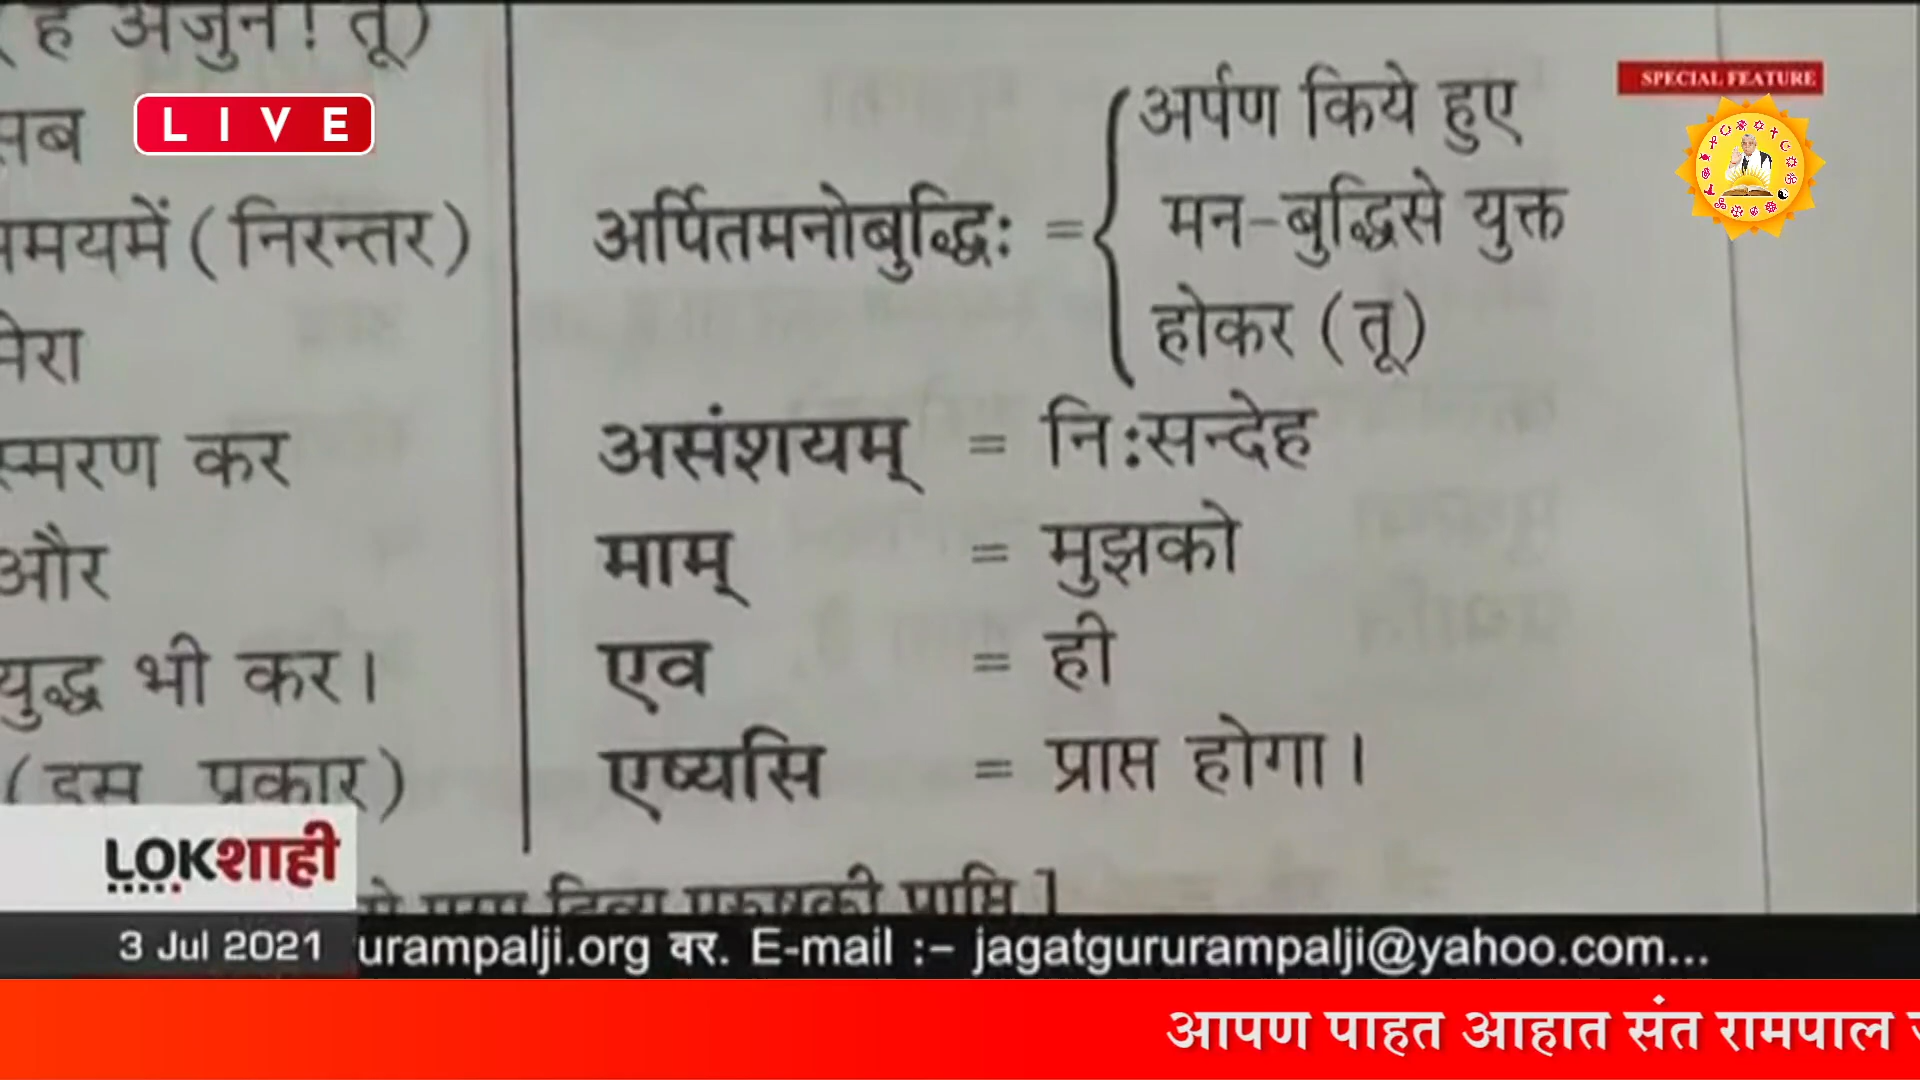 (हे अर्जुन! तू)
समयमें (निरन्तर)
स्मरण कर
और
युद्ध भी कर।
(इस प्रकार)
अर्पितमनोबुद्धिः = अर्पण किये हुए
मन-बुद्धिसे युक्त
होकर (तू)
असंशयम् = निःसन्देह
माम् = मुझको
एव = ही
एष्यसि = प्राप्त होगा।
LIVE
SPECIAL FEATURE
LOKशाही
3 Jul 2021
urampalji.org वर. E-mail :- jagatgururampalji@yahoo.com...
आपण पाहत आहात संत रामपाल